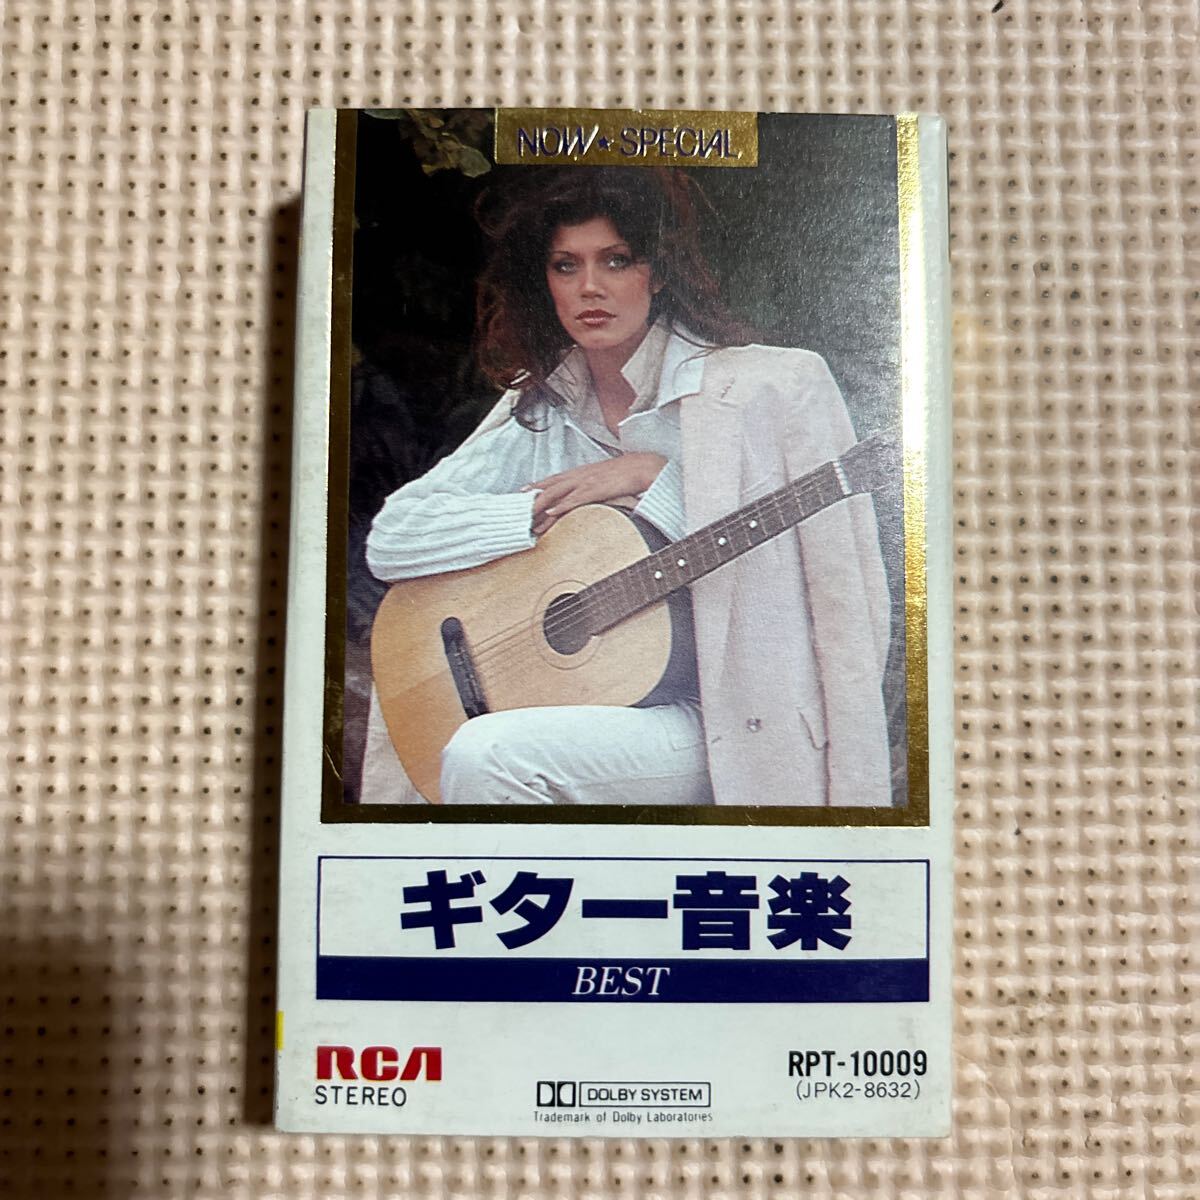 NOW★SPECIAL
ギター音楽
BEST
RCA
STEREO
DOLBY SYSTEM
Trademark of Dolby Laboratories
RPT-10009
(JPK2-8632)